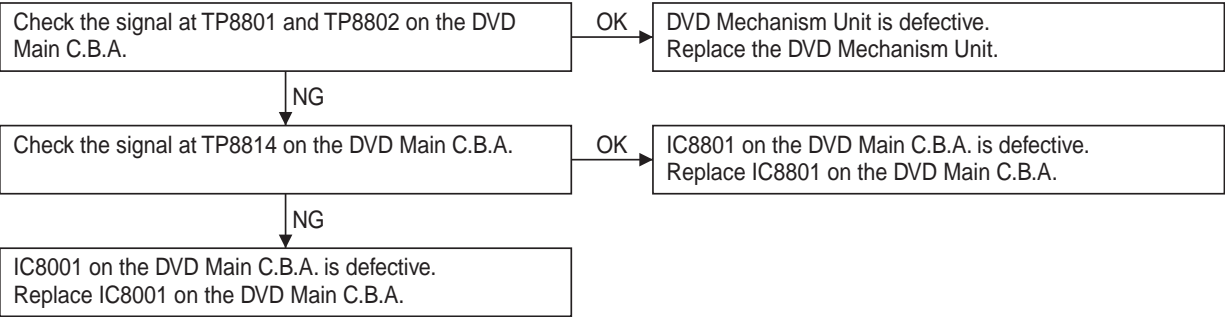 Check the signal at TP8801 and TP8802 on the DVD
Main C.B.A.
OK
DVD Mechanism Unit is defective.
Replace the DVD Mechanism Unit.
NG
Check the signal at TP8814 on the DVD Main C.B.A.
OK
IC8801 on the DVD Main C.B.A. is defective.
Replace IC8801 on the DVD Main C.B.A.
NG
IC8001 on the DVD Main C.B.A. is defective.
Replace IC8001 on the DVD Main C.B.A.